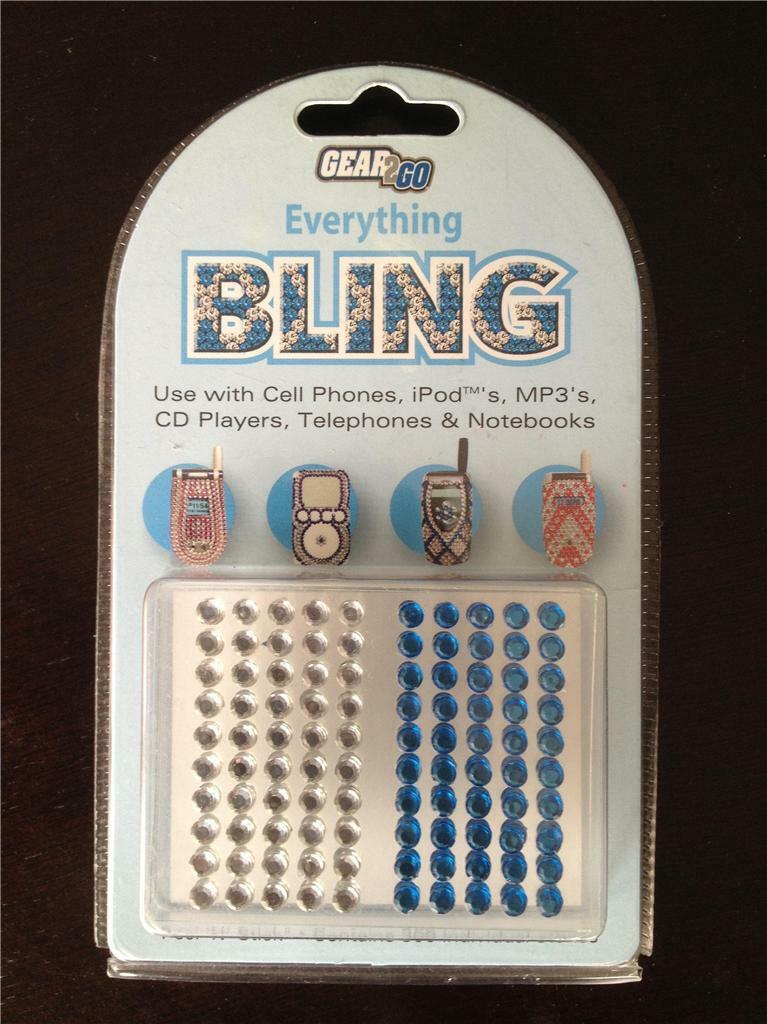 GEAR2GO
Everything
BLING
Use with Cell Phones, iPod™'s, MP3's,
CD Players, Telephones & Notebooks